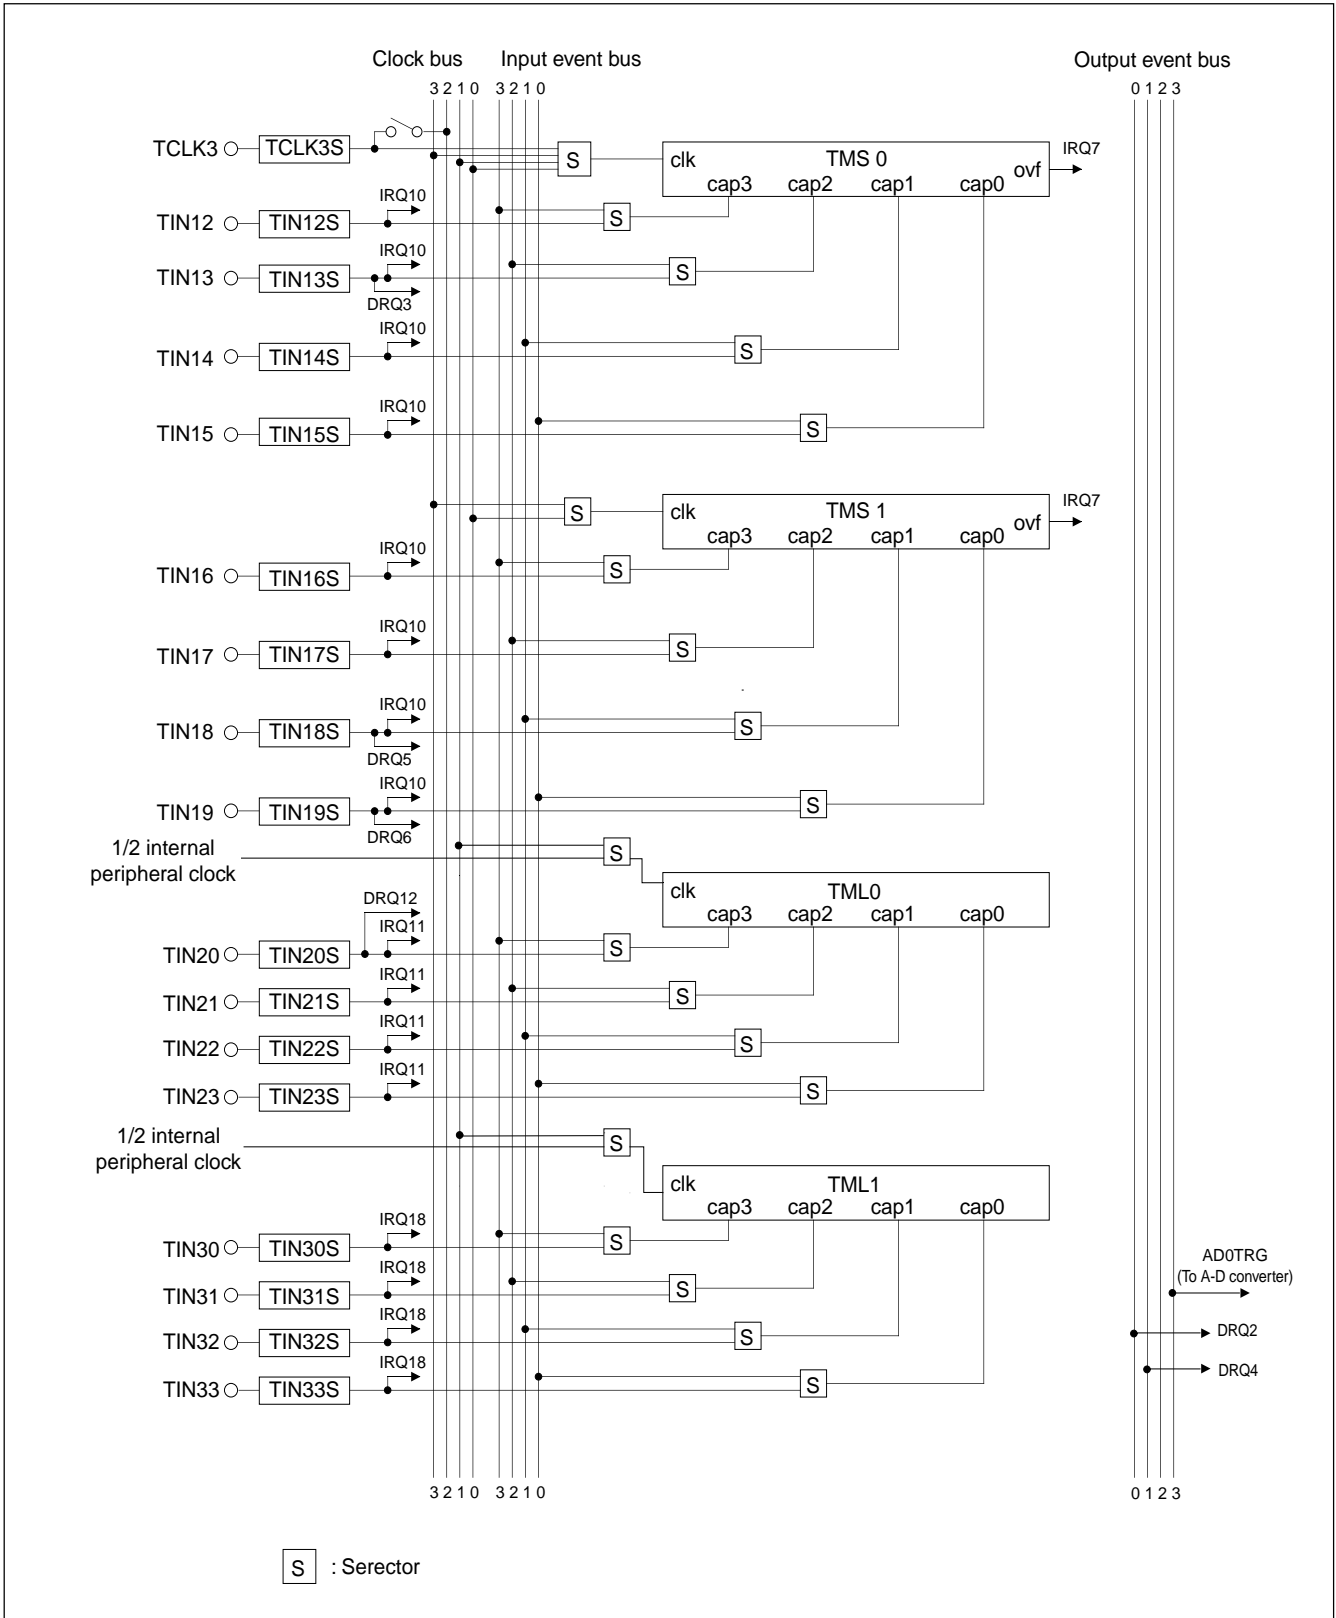 Clock bus Input event bus Output event bus
3 2 1 0 3 2 1 0 0 1 2 3
TCLK3 TCLK3S S clk TMS 0 ovf IRQ7
cap3 cap2 cap1 cap0
IRQ10
TIN12 TIN12S S
IRQ10
TIN13 TIN13S S
DRQ3
IRQ10
TIN14 TIN14S S
IRQ10
TIN15 TIN15S S
S clk TMS 1 ovf IRQ7
cap3 cap2 cap1 cap0
IRQ10
TIN16 TIN16S S
IRQ10
TIN17 TIN17S S
IRQ10
TIN18 TIN18S S
DRQ5
IRQ10
TIN19 TIN19S S
DRQ6
1/2 internal
peripheral clock
S
clk TML0
cap3 cap2 cap1 cap0
DRQ12
IRQ11
TIN20 TIN20S S
IRQ11
TIN21 TIN21S S
IRQ11
TIN22 TIN22S S
IRQ11
TIN23 TIN23S S
1/2 internal
peripheral clock
S
clk TML1
cap3 cap2 cap1 cap0
IRQ18
TIN30 TIN30S S
IRQ18
TIN31 TIN31S S
IRQ18
TIN32 TIN32S S
IRQ18
TIN33 TIN33S S
AD0TRG
(To A-D converter)
DRQ2
DRQ4
3 2 1 0 3 2 1 0 0 1 2 3
S : Serector